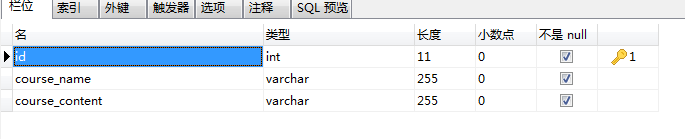 栏位 索引 外键 触发器 选项 注释 SQL 预览
名 类型 长度 小数点 不是 null
id int 11 0 1
course_name varchar 255 0
course_content varchar 255 0